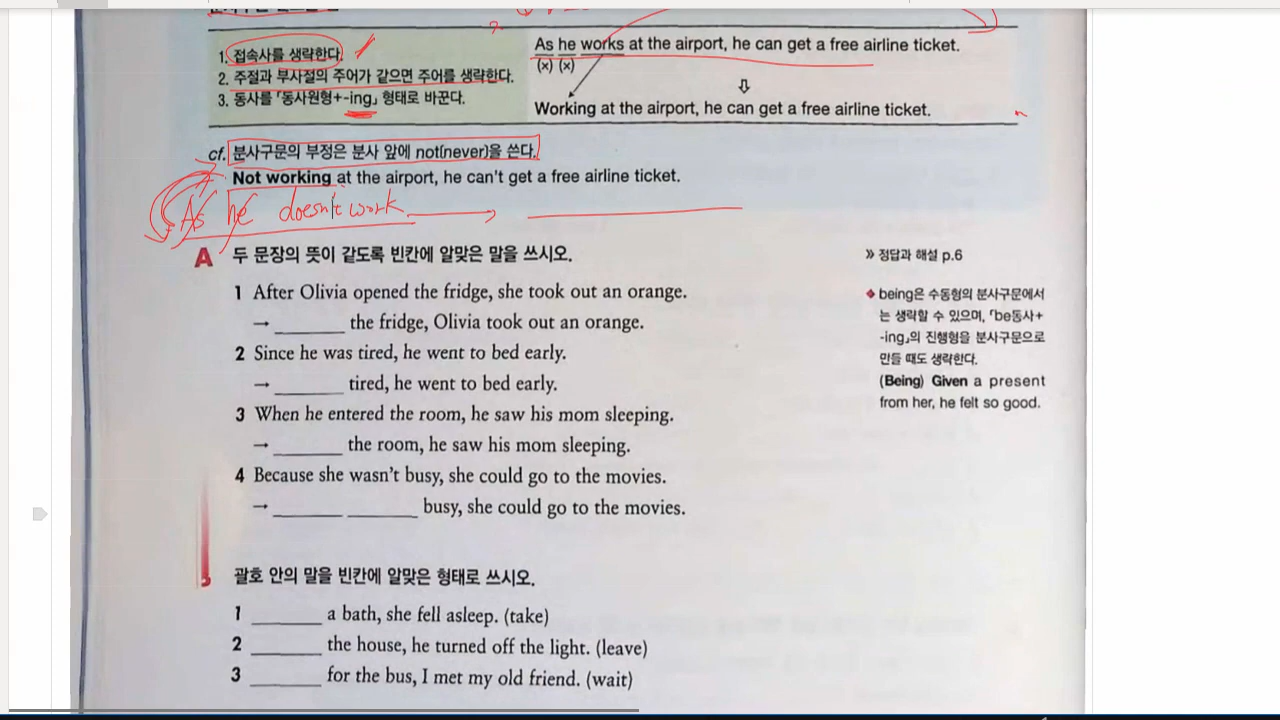 1. 접속사를 생략한다.
2. 주절과 부사절의 주어가 같으면 주어를 생략한다.
3. 동사를 「동사원형+-ing」 형태로 바꾼다.
As he works at the airport, he can get a free airline ticket.
(x) (x)
Working at the airport, he can get a free airline ticket.
cf. 분사구문의 부정은 분사 앞에 not(never)을 쓴다.
Not working at the airport, he can't get a free airline ticket.
As he doesn't work
A 두 문장의 뜻이 같도록 빈칸에 알맞은 말을 쓰시오.
1 After Olivia opened the fridge, she took out an orange.
→ ______ the fridge, Olivia took out an orange.
2 Since he was tired, he went to bed early.
→ ______ tired, he went to bed early.
3 When he entered the room, he saw his mom sleeping.
→ ______ the room, he saw his mom sleeping.
4 Because she wasn't busy, she could go to the movies.
→ ______ ______ busy, she could go to the movies.
» 정답과 해설 p.6
being은 수동형의 분사구문에서
는 생략할 수 있으며, 「be동사+
-ing」의 진행형을 분사구문으로
만들 때도 생략한다.
(Being) Given a present
from her, he felt so good.
괄호 안의 말을 빈칸에 알맞은 형태로 쓰시오.
1 ______ a bath, she fell asleep. (take)
2 ______ the house, he turned off the light. (leave)
3 ______ for the bus, I met my old friend. (wait)